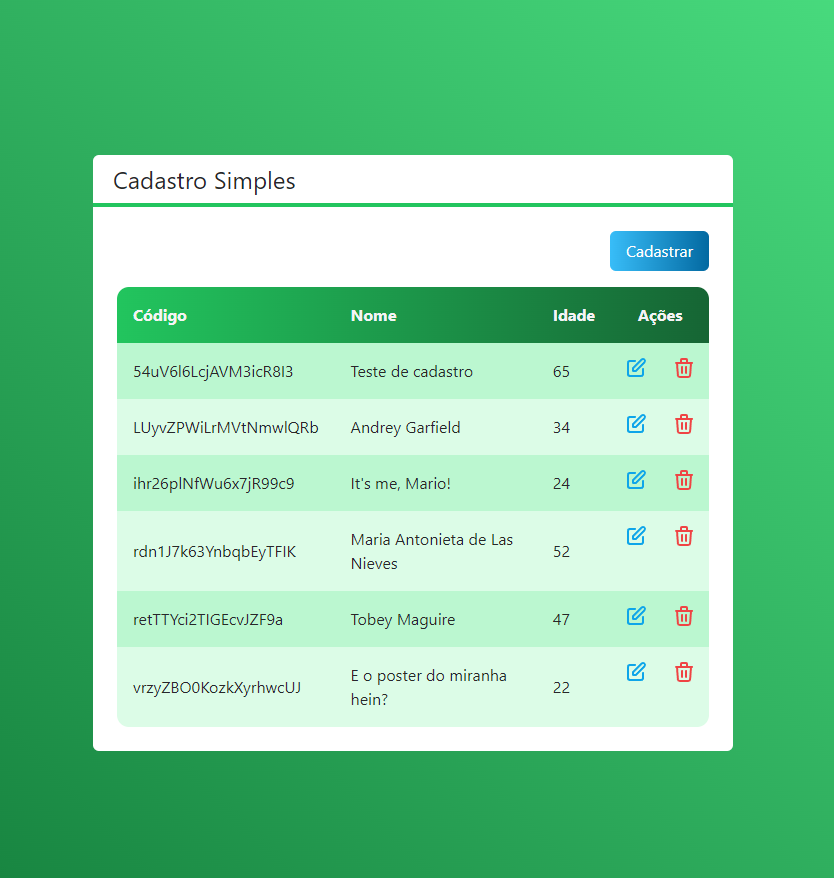 Cadastro Simples
Cadastrar
Código Nome Idade Ações
54uV6l6LcjAVM3icR8I3 Teste de cadastro 65
LUyvZPWiLrMVtNmwlQRb Andrey Garfield 34
ihr26plNfWu6x7jR99c9 It's me, Mario! 24
rdn1J7k63YnbqbEyTFIK Maria Antonieta de Las Nieves 52
retTTYci2TIGEcvJZF9a Tobey Maguire 47
vrzyZBO0KozkXyrhwcUJ E o poster do miranha hein? 22